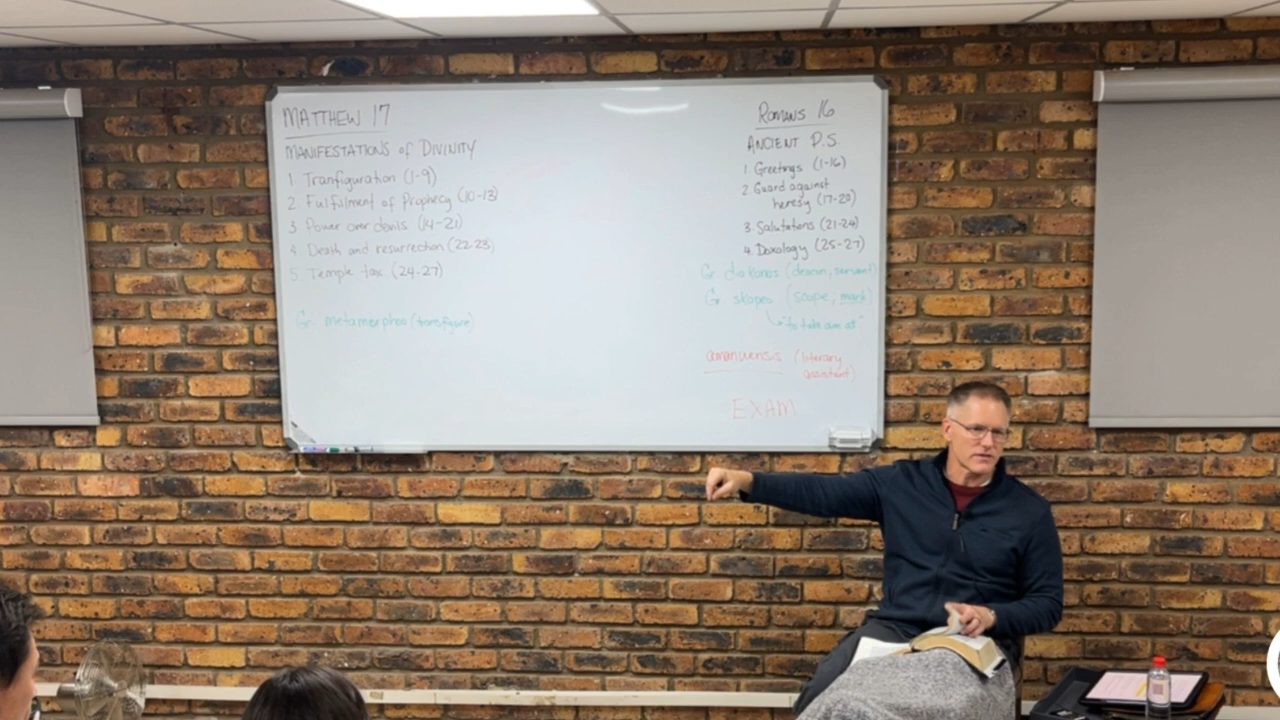 MATTHEW 17
MANIFESTATIONS of DIVINITY
1 Tranfiguration (1-9)
2 Fulfilment of Prophecy (10-13)
3 Power over devils (14-21)
4 Death and resurrection (22-23)
5 Temple tax (24-27)
Gr. metamorphoo (transfigure)
ROMANS 16
ANCIENT P.S.
1. Greetings (1-16)
2 Guard against
heresy (17-20)
3. Salutations (21-24)
4. Doxology (25-27)
Gr. diakonos (deacon, servant)
Gr. skopos (scope, mark)
"to take aim at"
amanuensis (literary
assistant)
EXAM